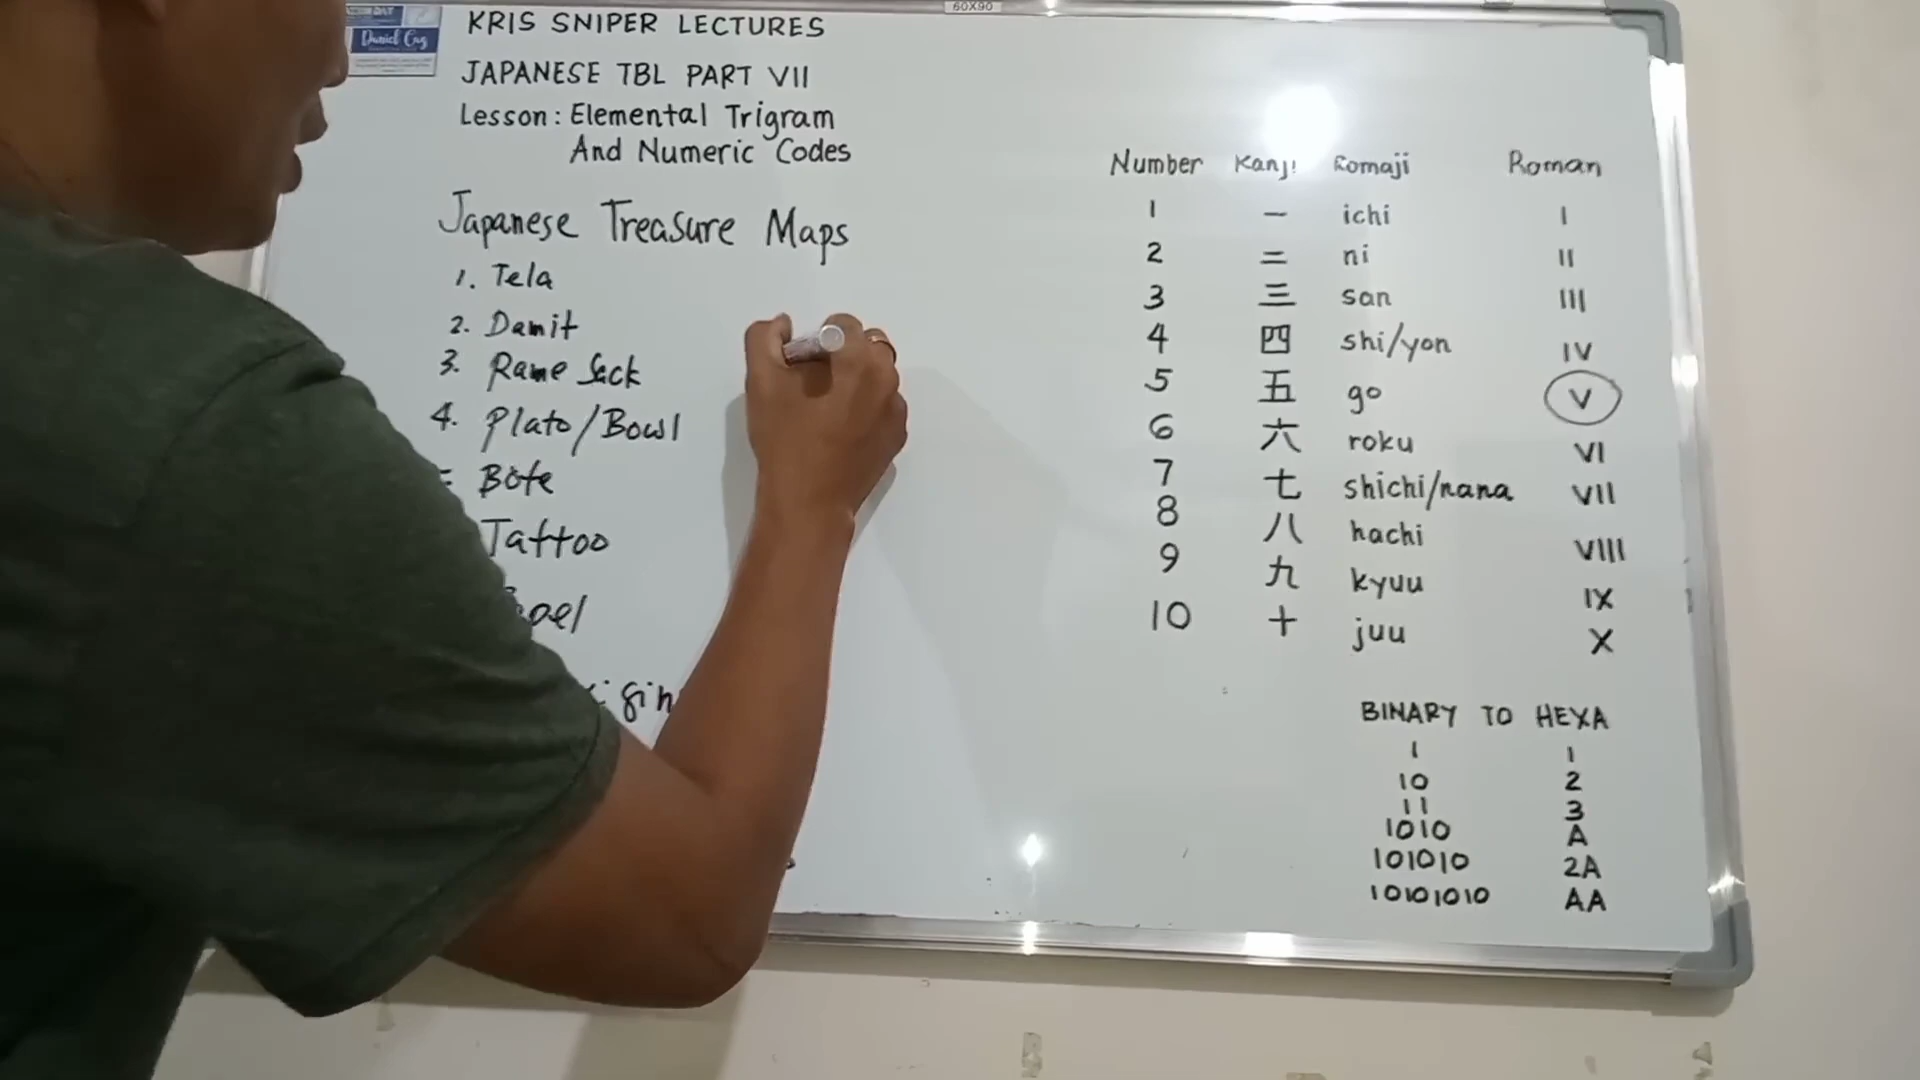 60X90
Daniel
KRIS SNIPER LECTURES
JAPANESE TBL PART VII
Lesson: Elemental Trigram
And Numeric Codes
Japanese Treasure Maps
1. Tela
2. Damit
3. Rame Sack
4. Plato/Bowl
Bote
Tattoo
Number Kanji Romaji Roman
1 一 ichi I
2 二 ni II
3 三 san III
4 四 shi/yon IV
5 五 go V
6 六 roku VI
7 七 shichi/nana VII
8 八 hachi VIII
9 九 kyuu IX
10 十 juu X
BINARY TO HEXA
1 1
10 2
11 3
1010 A
101010 2A
10101010 AA